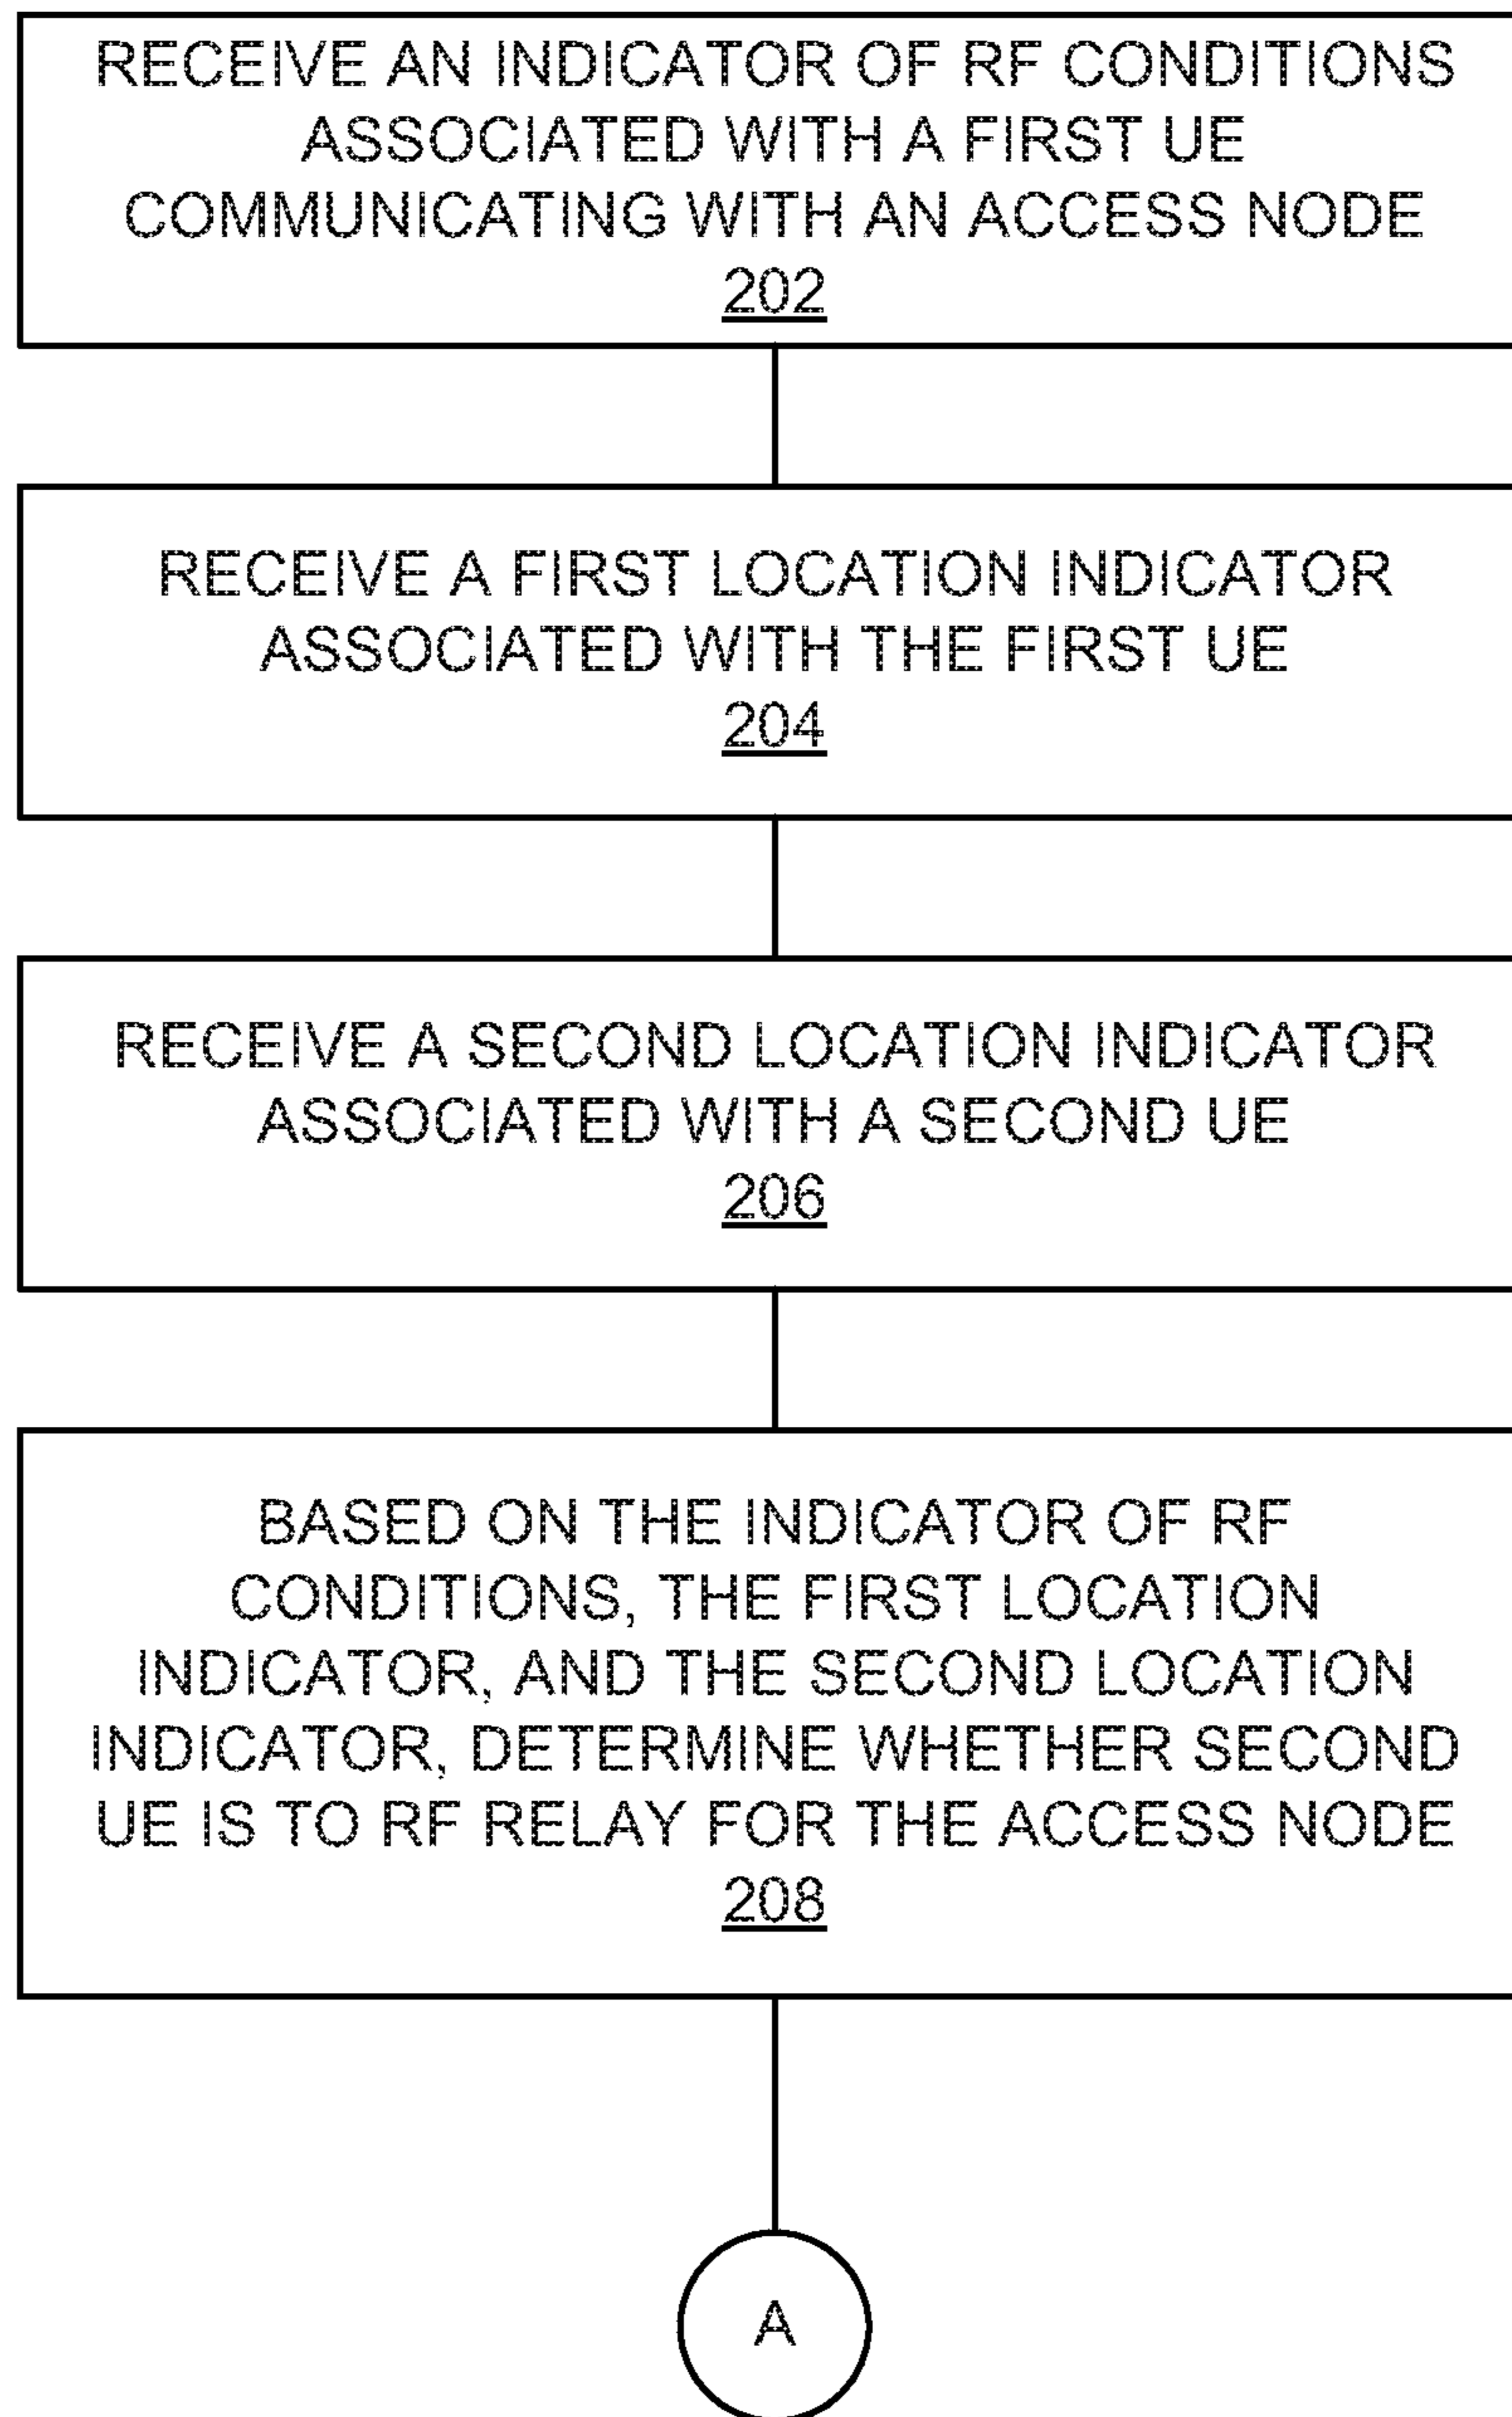 RECEIVE AN INDICATOR OF RF CONDITIONS
ASSOCIATED WITH A FIRST UE
COMMUNICATING WITH AN ACCESS NODE
202
RECEIVE A FIRST LOCATION INDICATOR
ASSOCIATED WITH THE FIRST UE
204
RECEIVE A SECOND LOCATION INDICATOR
ASSOCIATED WITH A SECOND UE
206
BASED ON THE INDICATOR OF RF
CONDITIONS, THE FIRST LOCATION
INDICATOR, AND THE SECOND LOCATION
INDICATOR, DETERMINE WHETHER SECOND
UE IS TO RF RELAY FOR THE ACCESS NODE
208
A